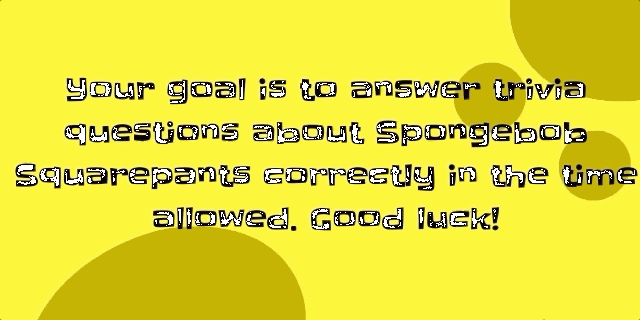 Your goal is to answer trivia
questions about Spongebob
Squarepants correctly in the time
allowed. Good luck!